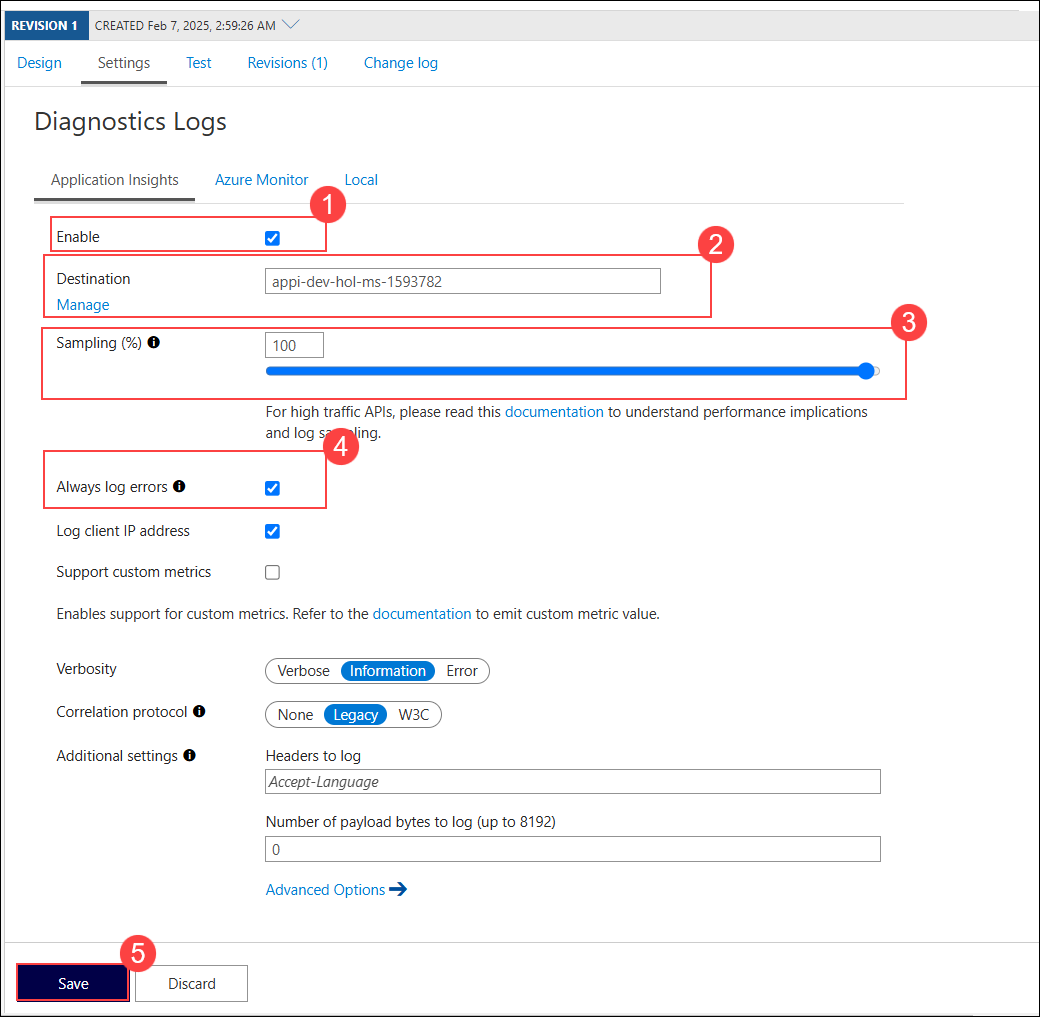 REVISION 1 CREATED Feb 7, 2025, 2:59:26 AM
Design Settings Test Revisions (1) Change log
Diagnostics Logs
Application Insights Azure Monitor Local
1
Enable
2
Destination appi-dev-hol-ms-1593782
Manage
3
Sampling (%) 100
For high traffic APIs, please read this documentation to understand performance implications
and log sampling.
4
Always log errors
Log client IP address
Support custom metrics
Enables support for custom metrics. Refer to the documentation to emit custom metric value.
Verbosity Verbose Information Error
Correlation protocol None Legacy W3C
Additional settings Headers to log
Accept-Language
Number of payload bytes to log (up to 8192)
0
Advanced Options
5
Save Discard